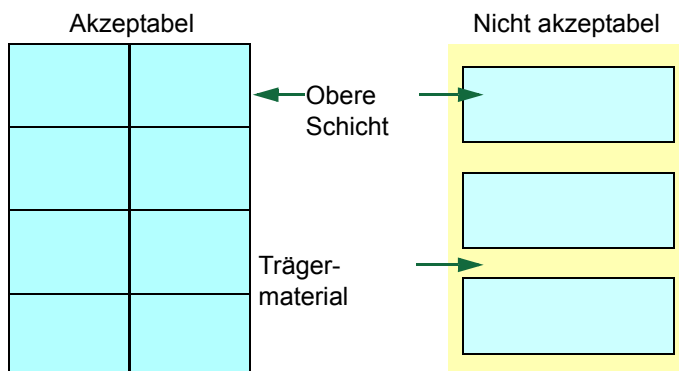 Akzeptabel
Nicht akzeptabel
Obere
Schicht
Träger-
material